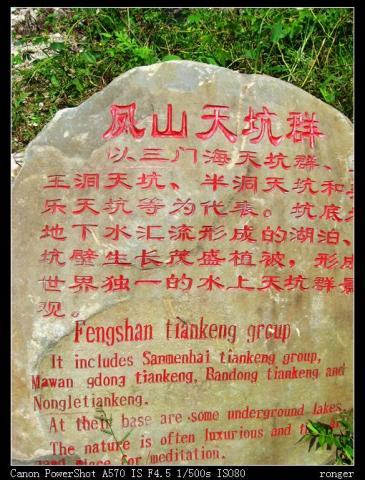 凤山天坑群
以三门海天坑群、
王洞天坑、半洞天坑和
乐天坑等为代表。坑底
地下水汇流形成的湖泊、
坑壁生长茂盛植被，形成
世界独一的水上天坑群
观。
Fengshan tiankeng group
It includes Sanmenhai tiankeng group,
Mawan gdong tiankeng, Bandong tiankeng and
Nongletiankeng.
At their base are some underground lakes.
The nature is often luxurious and
place for meditation.
Canon PowerShot A570 IS F4.5 1/500s ISO80
ronger